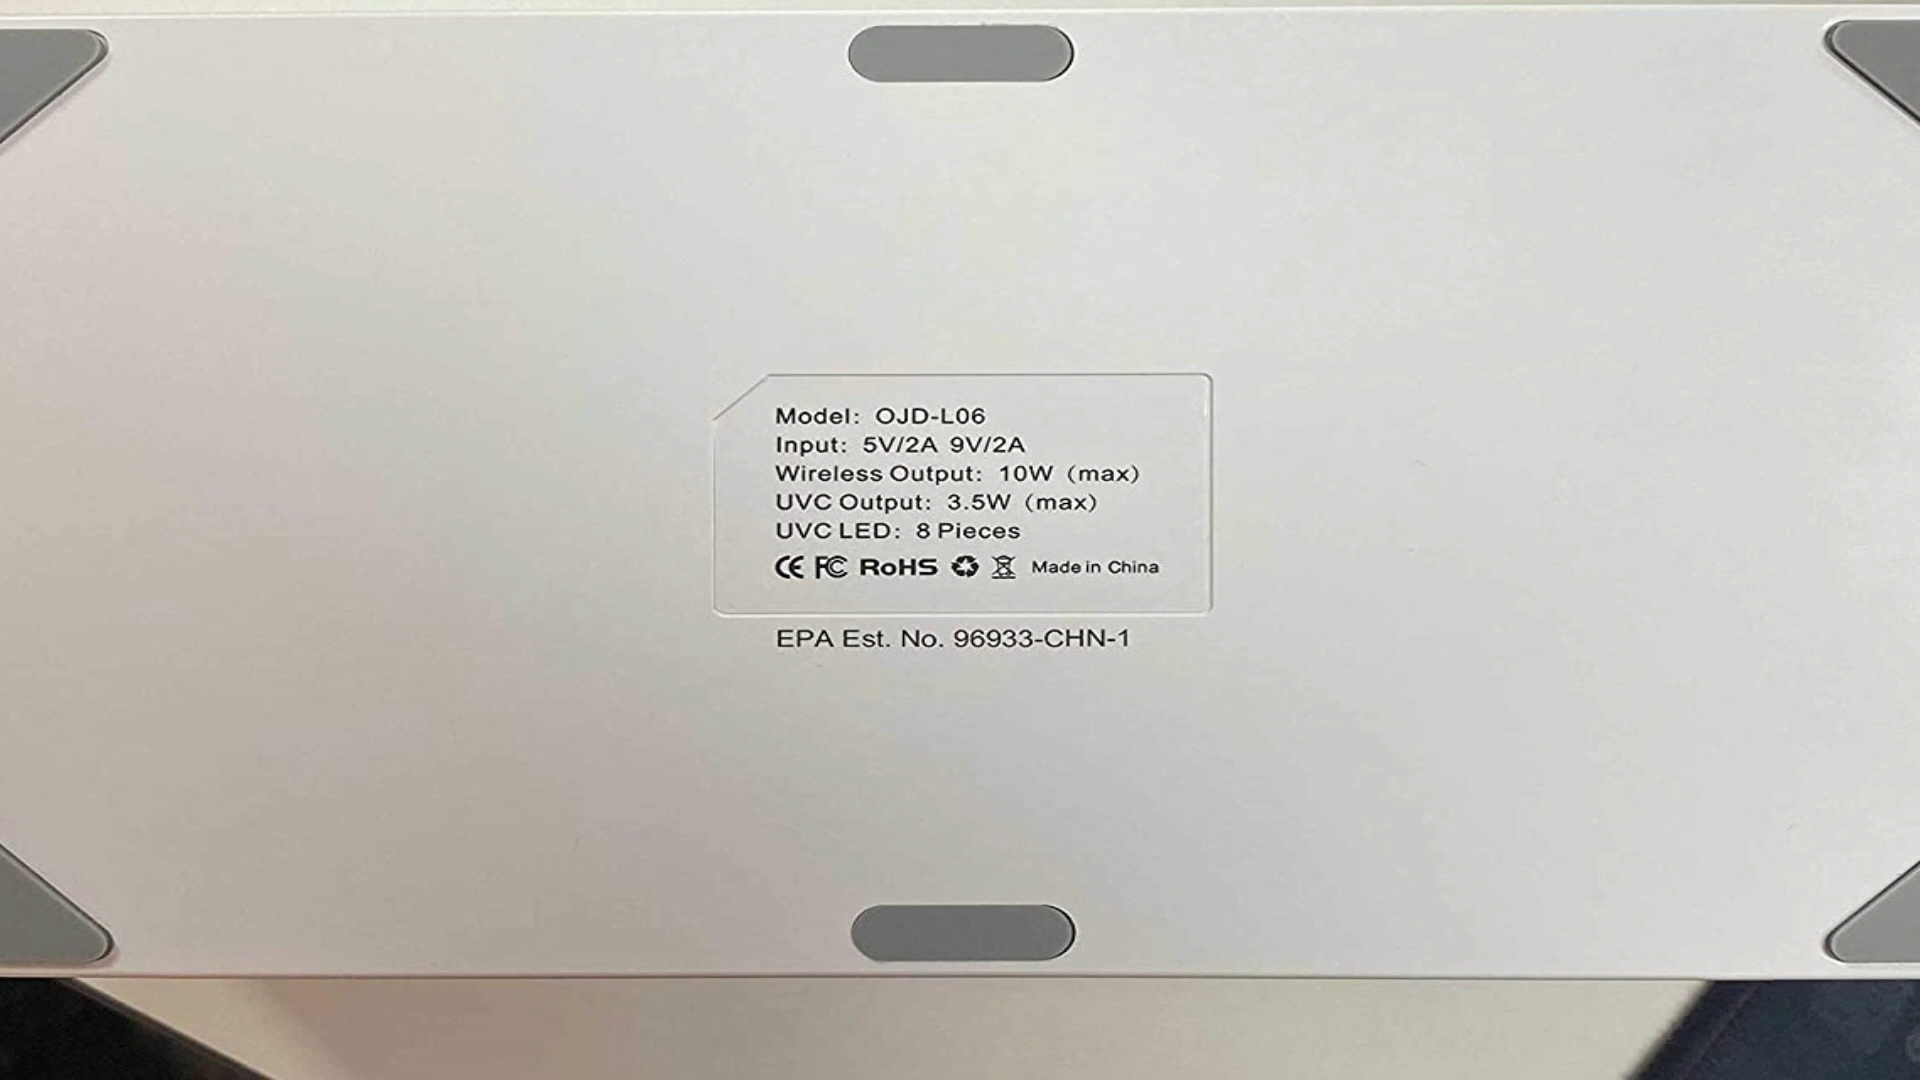 Model: OJD-L06
Input: 5V/2A 9V/2A
Wireless Output: 10W (max)
UVC Output: 3.5W (max)
UVC LED: 8 Pieces
CE FC RoHS Made in China
EPA Est. No. 96933-CHN-1